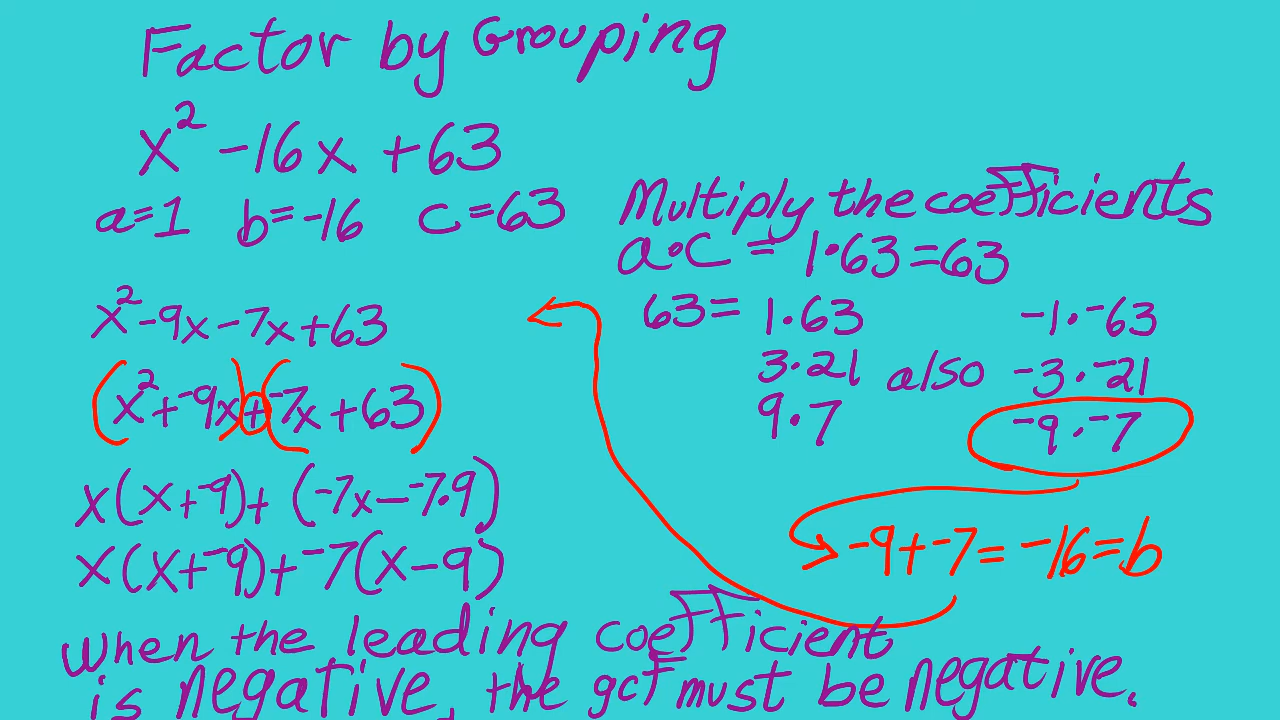 Factor by Grouping
x² -16x +63
a=1 b=-16 c=63
Multiply the coefficients
a·c = 1·63=63
63= 1·63 -1·-63
3·21 also -3·-21
9·7 -9·-7
-9+-7=-16=b
x²-9x-7x+63
(x²+-9x)+(-7x+63)
x(x+-9)+(-7x--7·9)
x(x+-9)+-7(x-9)
When the leading coefficient
is negative, the gcf must be negative.